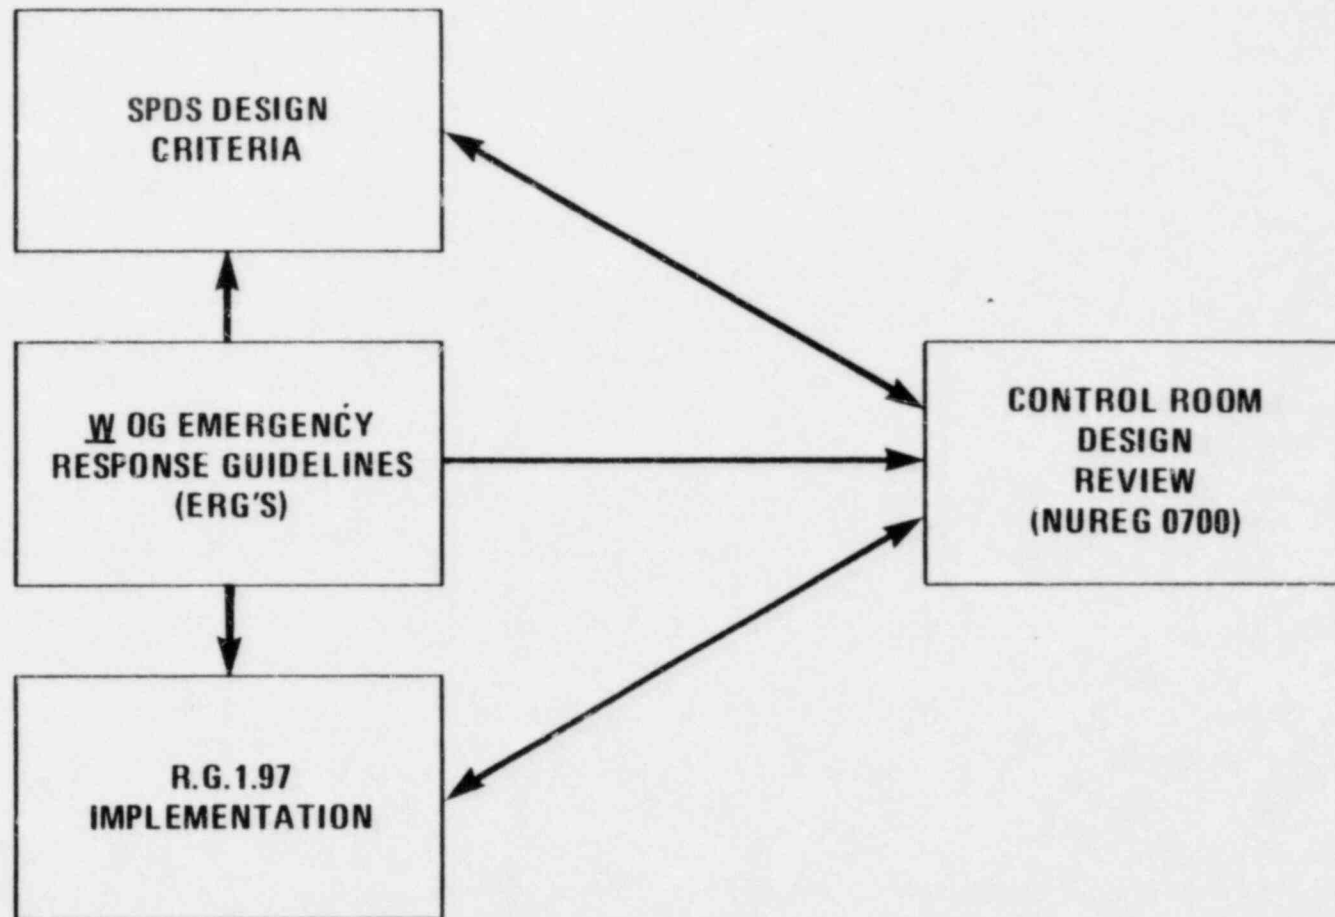 SPDS DESIGN
CRITERIA
W OG EMERGENCY
RESPONSE GUIDELINES
(ERG'S)
CONTROL ROOM
DESIGN
REVIEW
(NUREG 0700)
R.G.1.97
IMPLEMENTATION